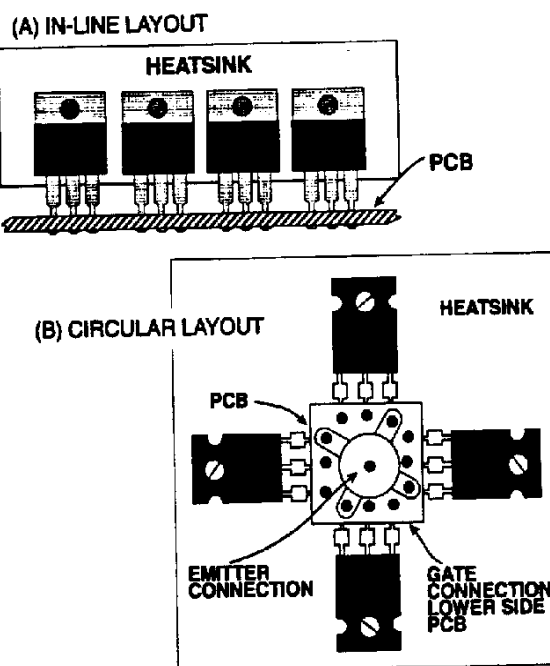 (A) IN-LINE LAYOUT
HEATSINK
PCB
(B) CIRCULAR LAYOUT
HEATSINK
PCB
EMITTER
CONNECTION
GATE
CONNECTION
LOWER SIDE
PCB